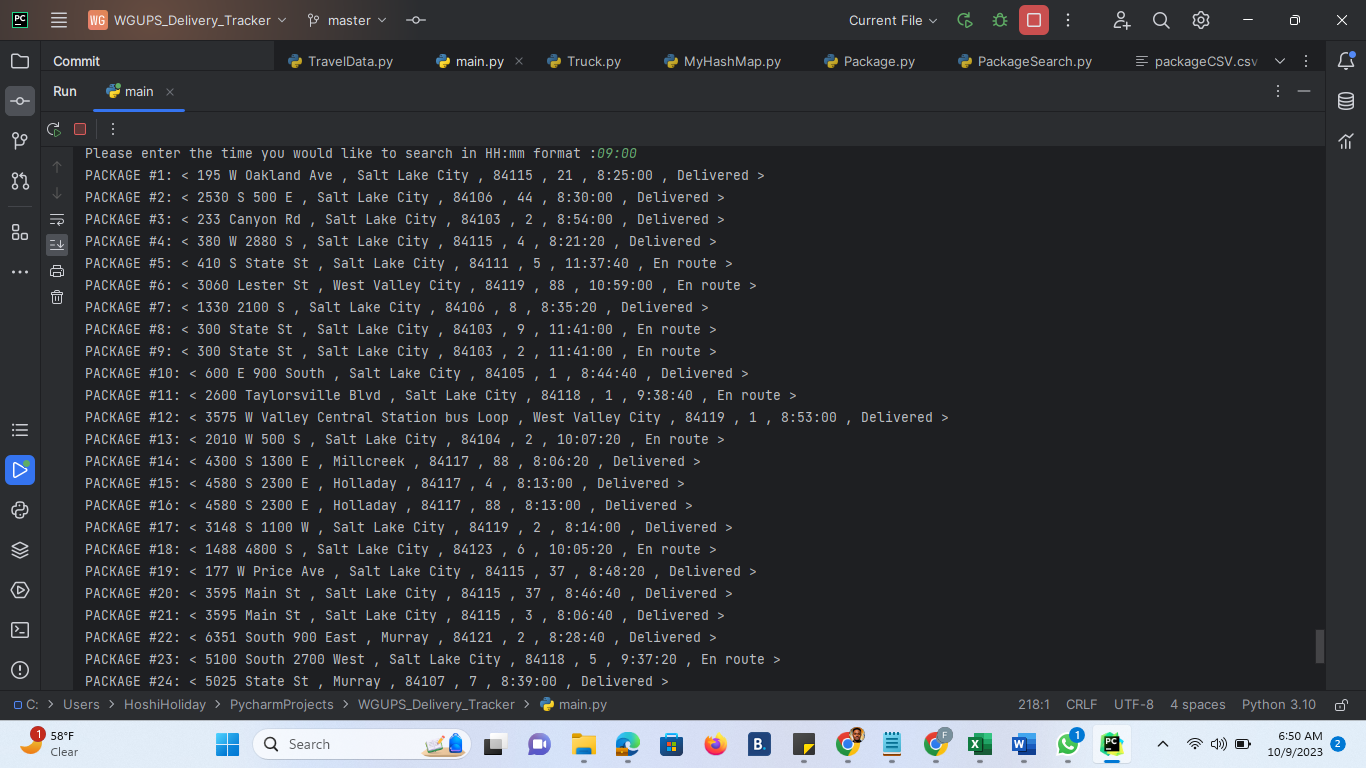 PC WG WGUPS_Delivery_Tracker master Current File
Commit TravelData.py main.py Truck.py MyHashMap.py Package.py PackageSearch.py packageCSV.csv
Run main
Please enter the time you would like to search in HH:mm format :09:00
PACKAGE #1: < 195 W Oakland Ave , Salt Lake City , 84115 , 21 , 8:25:00 , Delivered >
PACKAGE #2: < 2530 S 500 E , Salt Lake City , 84106 , 44 , 8:30:00 , Delivered >
PACKAGE #3: < 233 Canyon Rd , Salt Lake City , 84103 , 2 , 8:54:00 , Delivered >
PACKAGE #4: < 380 W 2880 S , Salt Lake City , 84115 , 4 , 8:21:20 , Delivered >
PACKAGE #5: < 410 S State St , Salt Lake City , 84111 , 5 , 11:37:40 , En route >
PACKAGE #6: < 3060 Lester St , West Valley City , 84119 , 88 , 10:59:00 , En route >
PACKAGE #7: < 1330 2100 S , Salt Lake City , 84106 , 8 , 8:35:20 , Delivered >
PACKAGE #8: < 300 State St , Salt Lake City , 84103 , 9 , 11:41:00 , En route >
PACKAGE #9: < 300 State St , Salt Lake City , 84103 , 2 , 11:41:00 , En route >
PACKAGE #10: < 600 E 900 South , Salt Lake City , 84105 , 1 , 8:44:40 , Delivered >
PACKAGE #11: < 2600 Taylorsville Blvd , Salt Lake City , 84118 , 1 , 9:38:40 , En route >
PACKAGE #12: < 3575 W Valley Central Station bus Loop , West Valley City , 84119 , 1 , 8:53:00 , Delivered >
PACKAGE #13: < 2010 W 500 S , Salt Lake City , 84104 , 2 , 10:07:20 , En route >
PACKAGE #14: < 4300 S 1300 E , Millcreek , 84117 , 88 , 8:06:20 , Delivered >
PACKAGE #15: < 4580 S 2300 E , Holladay , 84117 , 4 , 8:13:00 , Delivered >
PACKAGE #16: < 4580 S 2300 E , Holladay , 84117 , 88 , 8:13:00 , Delivered >
PACKAGE #17: < 3148 S 1100 W , Salt Lake City , 84119 , 2 , 8:14:00 , Delivered >
PACKAGE #18: < 1488 4800 S , Salt Lake City , 84123 , 6 , 10:05:20 , En route >
PACKAGE #19: < 177 W Price Ave , Salt Lake City , 84115 , 37 , 8:48:20 , Delivered >
PACKAGE #20: < 3595 Main St , Salt Lake City , 84115 , 37 , 8:46:40 , Delivered >
PACKAGE #21: < 3595 Main St , Salt Lake City , 84115 , 3 , 8:06:40 , Delivered >
PACKAGE #22: < 6351 South 900 East , Murray , 84121 , 2 , 8:28:40 , Delivered >
PACKAGE #23: < 5100 South 2700 West , Salt Lake City , 84118 , 5 , 9:37:20 , En route >
PACKAGE #24: < 5025 State St , Murray , 84107 , 7 , 8:39:00 , Delivered >
C: > Users > HoshiHoliday > PycharmProjects > WGUPS_Delivery_Tracker > main.py 218:1 CRLF UTF-8 4 spaces Python 3.10
1 58°F Search B. F 1 PC 6:50 AM
Clear 10/9/2023 2